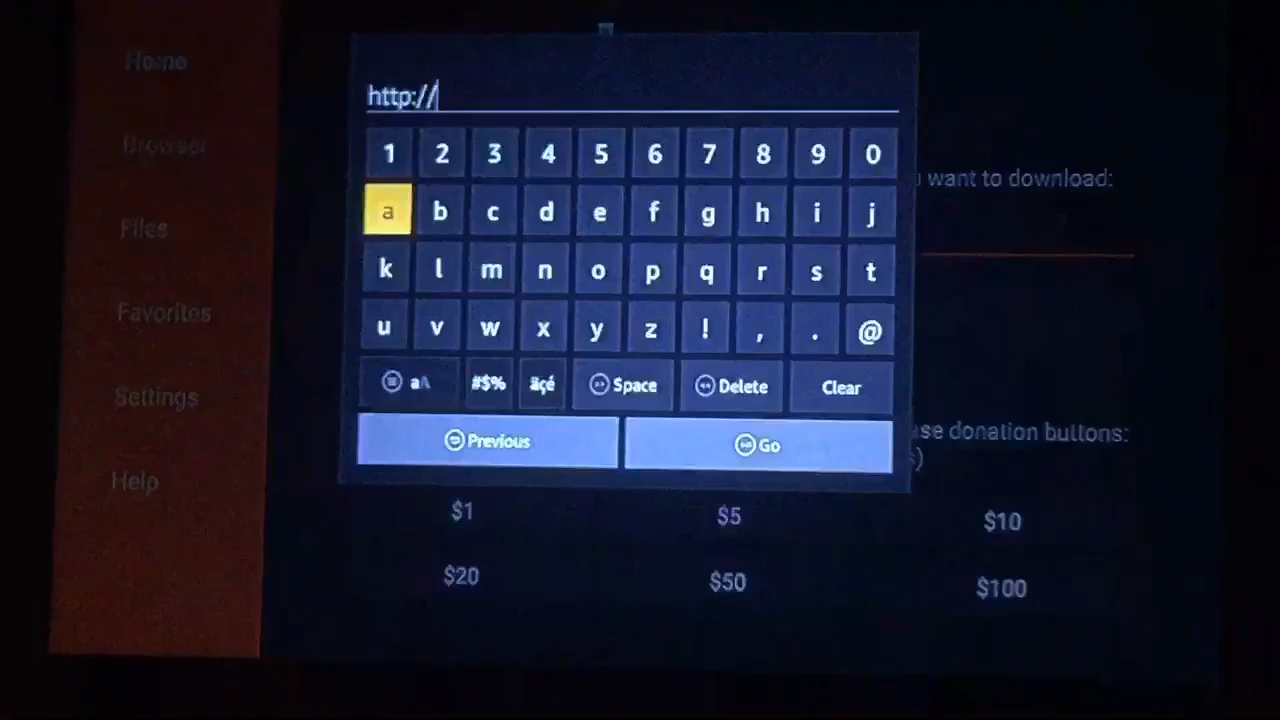 Home
Browser
Files
Favorites
Settings
Help
http://
1 2 3 4 5 6 7 8 9 0
a b c d e f g h i j
k l m n o p q r s t
u v w x y z ! , . @
aA #$% äçé Space Delete Clear
Previous Go
want to download:
use donation buttons:
)
$1 $5 $10
$20 $50 $100